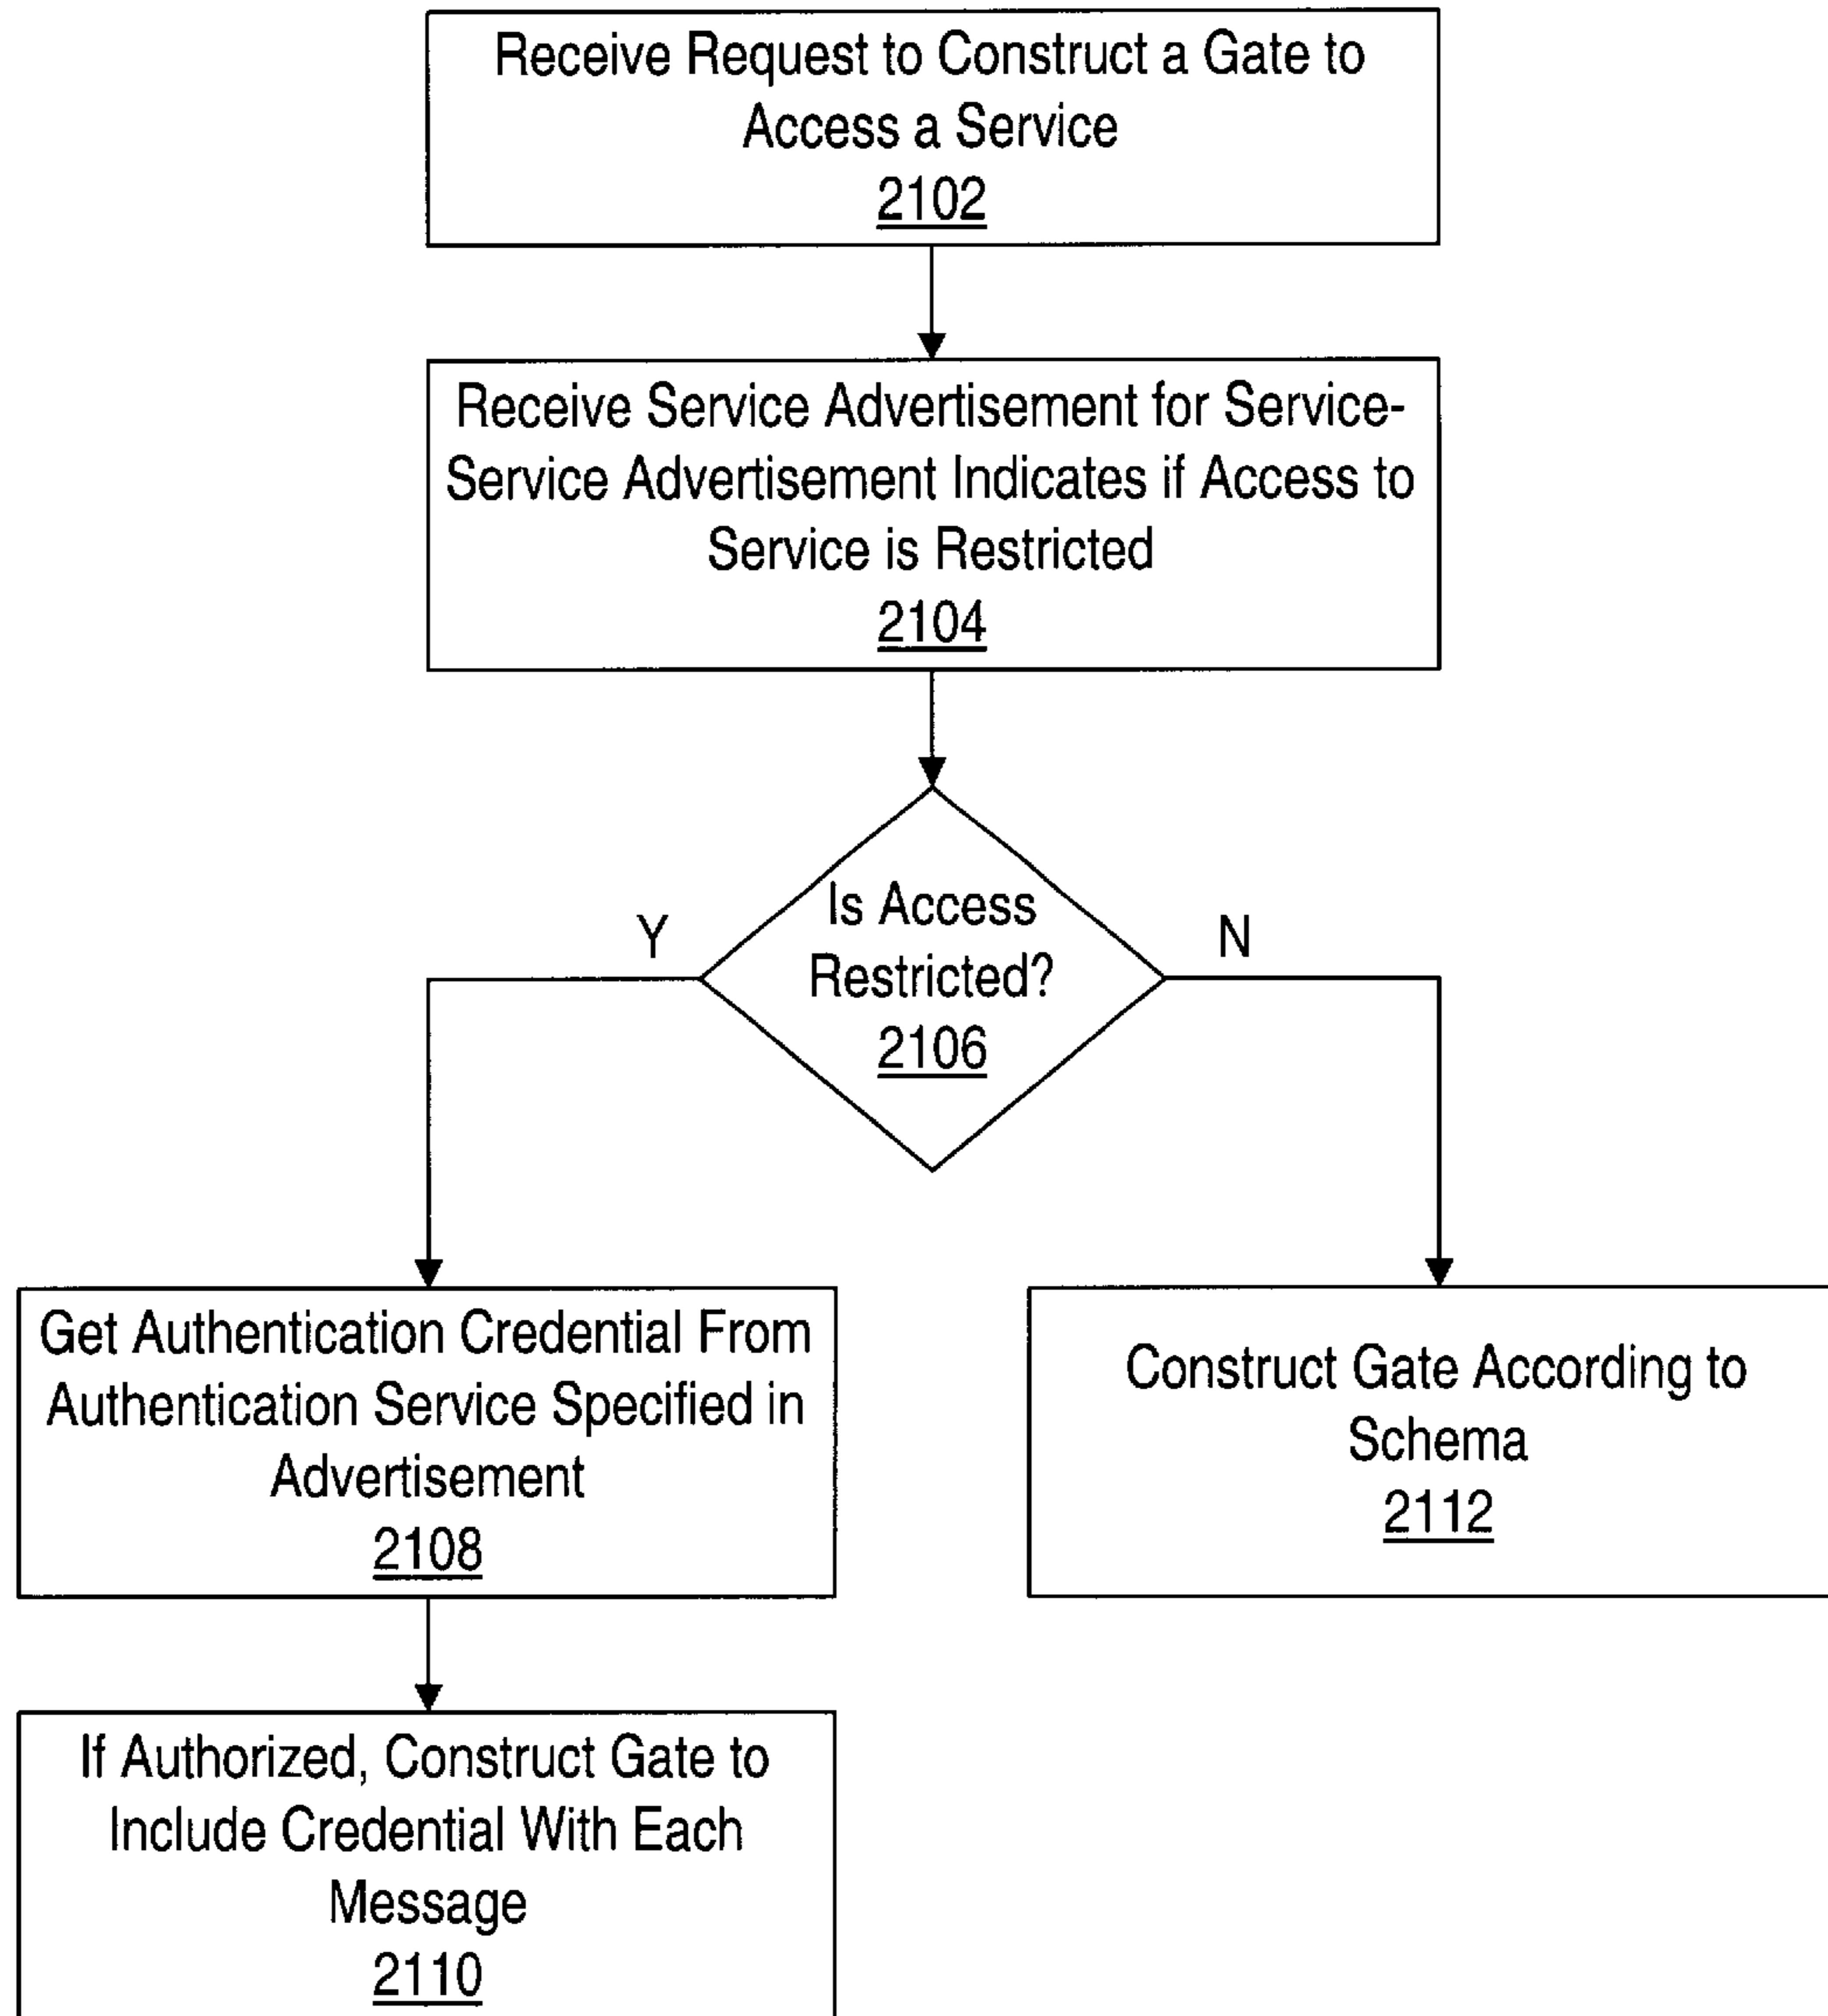 Receive Request to Construct a Gate to
Access a Service
2102
Receive Service Advertisement for Service-
Service Advertisement Indicates if Access to
Service is Restricted
2104
Is Access
Restricted?
2106
Y
N
Get Authentication Credential From
Authentication Service Specified in
Advertisement
2108
Construct Gate According to
Schema
2112
If Authorized, Construct Gate to
Include Credential With Each
Message
2110